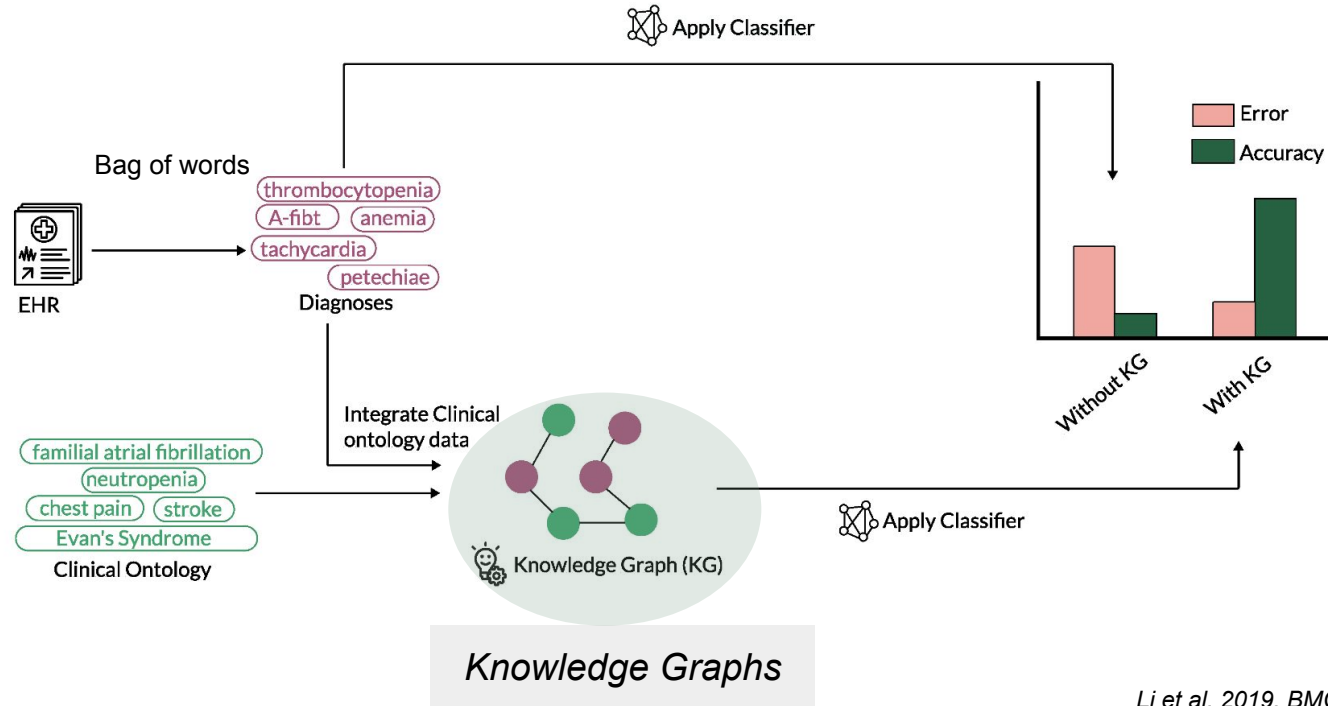 Apply Classifier
Error
Accuracy
Bag of words
thrombocytopenia
A-fibt
anemia
tachycardia
petechiae
Diagnoses
EHR
Without KG
With KG
Integrate Clinical
ontology data
familial atrial fibrillation
neutropenia
chest pain
stroke
Evan's Syndrome
Clinical Ontology
Knowledge Graph (KG)
Apply Classifier
Knowledge Graphs
Li et al. 2019. BMC